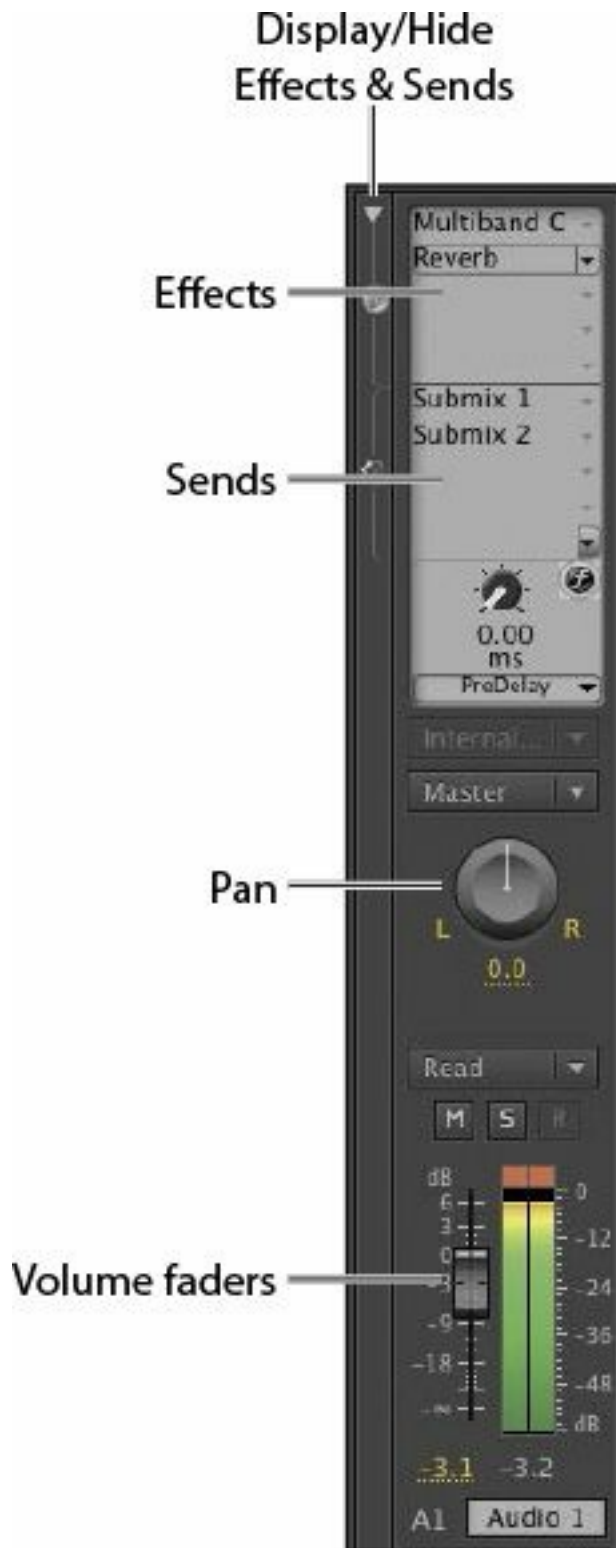 Display/Hide
Effects & Sends
Multiband C
Reverb
Effects
Submix 1
Submix 2
Sends
0.00
ms
PreDelay
Internal...
Master
Pan
L
R
0.0
Read
M S R
dB
6
3
0
-3
-9
-18
-∞
0
-12
-24
-36
-48
dB
Volume faders
-3.1 -3.2
A1 Audio 1